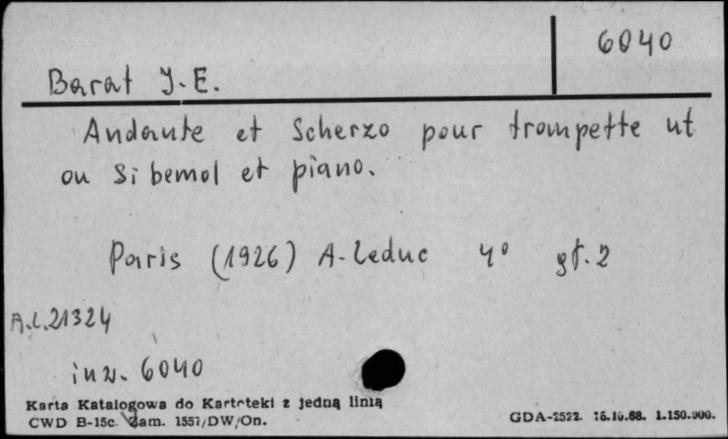 6040
Barat J.E.
Andante et Scherzo pour trompette ut
ou Si bemol et piano.
Paris (1926) A. Leduc 4° gł. 2
A.L.21324
inw. 6040
Karta Katalogowa do Kartoteki z jedną linią
CWD B-15c. Zam. 1557/DW/On.
GDA-2522. 16.10.68. 1.150.000.